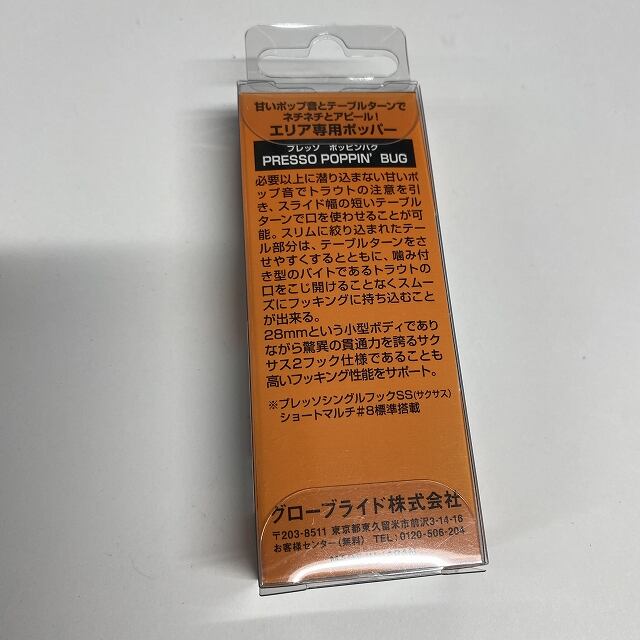 甘いポップ音とテーブルターンで
ネチネチとアピール！
エリア専用ポッパー
プレッソ ポッピンバグ
PRESSO POPPIN' BUG
必要以上に潜り込まない甘いポ
ップ音でトラウトの注意を引
き、スライド幅の短いテーブル
ターンで口を使わせることが可
能。スリムに絞り込まれたテー
ル部分は、テーブルターンをさ
せやすくするとともに、噛み付
き型のバイトであるトラウトの
口をこじ開けることなくスムー
ズにフッキングに持ち込むこと
が出来る。
28mmという小型ボディであり
ながら驚異の貫通力を誇るサク
サス2フック仕様であることも
高いフッキング性能をサポート。
※プレッソシングルフックSS(サクサス)
ショートマルチ#8標準搭載
グローブライド株式会社
〒203-8511 東京都東久留米市前沢3-14-16
お客様センター(無料) TEL:0120-506-204